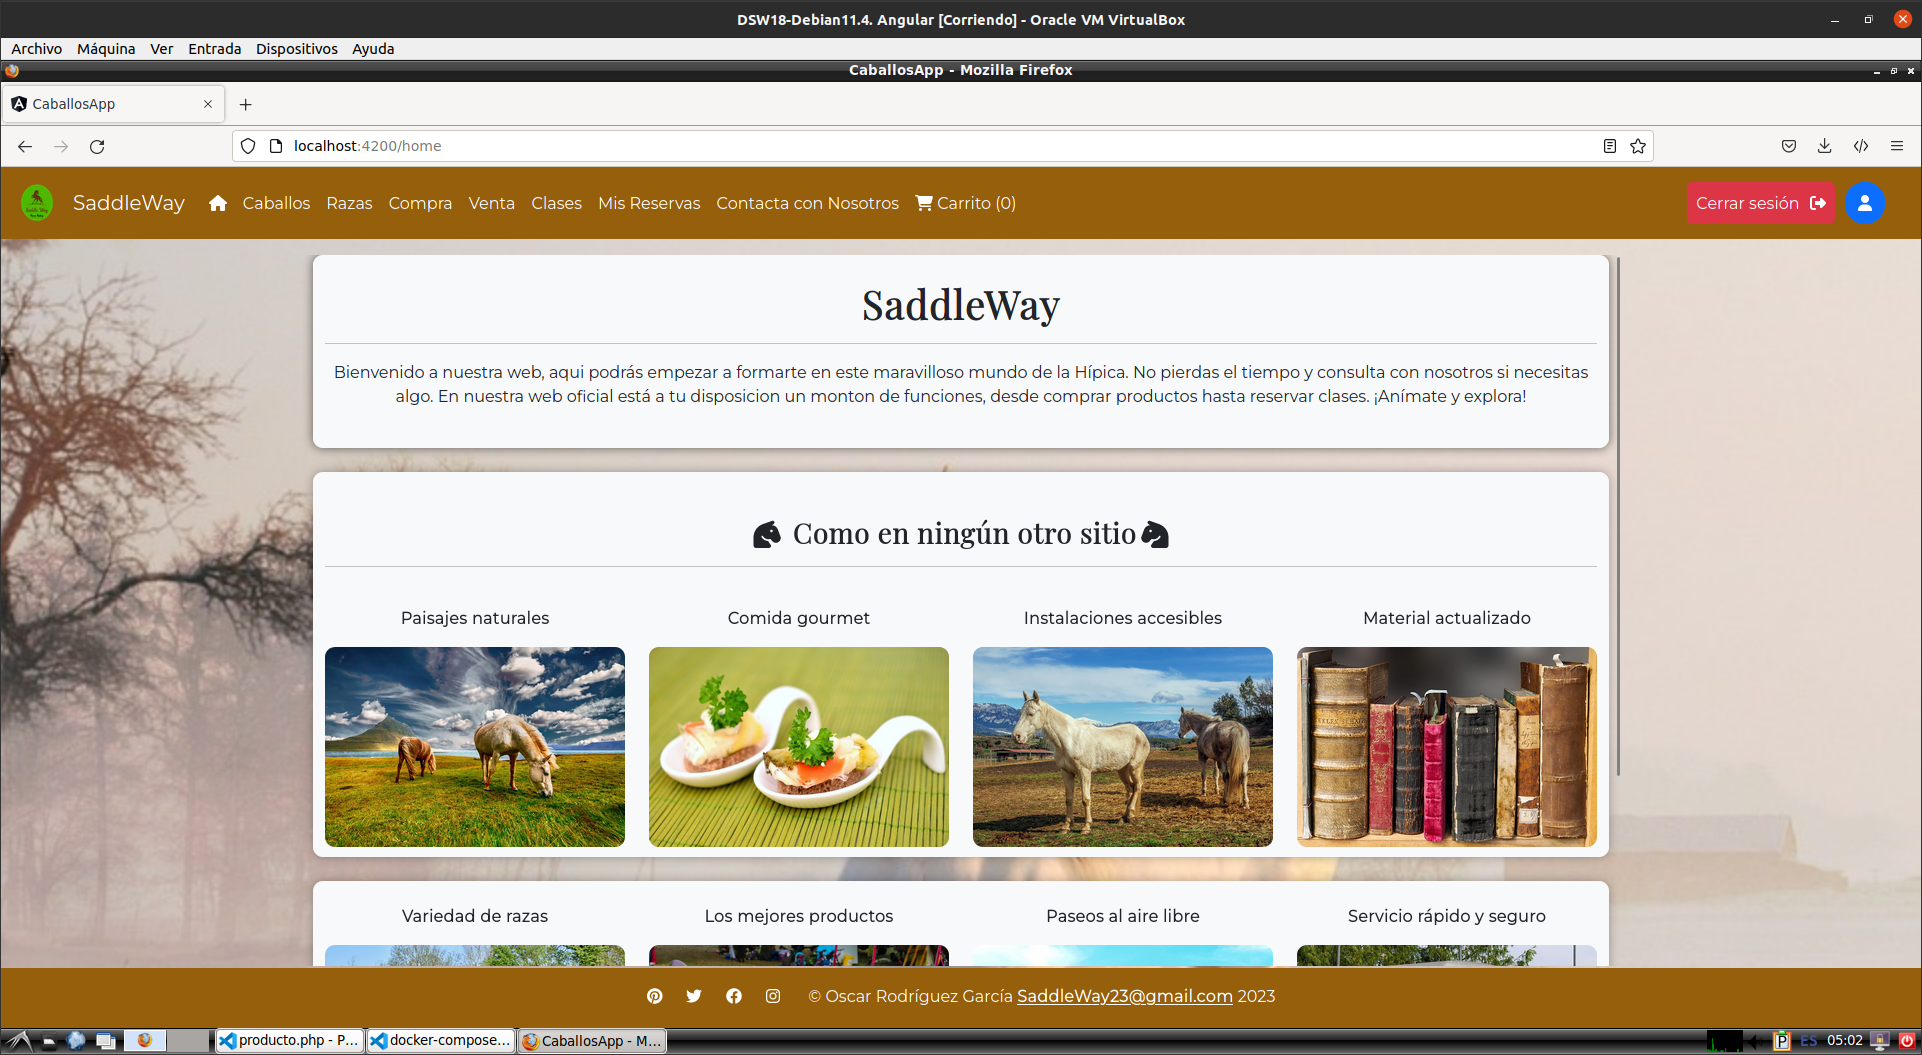 DSW18-Debian11.4. Angular [Corriendo] - Oracle VM VirtualBox
Archivo Máquina Ver Entrada Dispositivos Ayuda
CaballosApp - Mozilla Firefox
CaballosApp
localhost:4200/home
SaddleWay Caballos Razas Compra Venta Clases Mis Reservas Contacta con Nosotros Carrito (0) Cerrar sesión
SaddleWay
Bienvenido a nuestra web, aqui podrás empezar a formarte en este maravilloso mundo de la Hípica. No pierdas el tiempo y consulta con nosotros si necesitas
algo. En nuestra web oficial está a tu disposicion un monton de funciones, desde comprar productos hasta reservar clases. ¡Anímate y explora!
Como en ningún otro sitio
Paisajes naturales Comida gourmet Instalaciones accesibles Material actualizado
Variedad de razas Los mejores productos Paseos al aire libre Servicio rápido y seguro
© Oscar Rodríguez García SaddleWay23@gmail.com 2023
producto.php - P... docker-compose... CaballosApp - M... ES 05:02